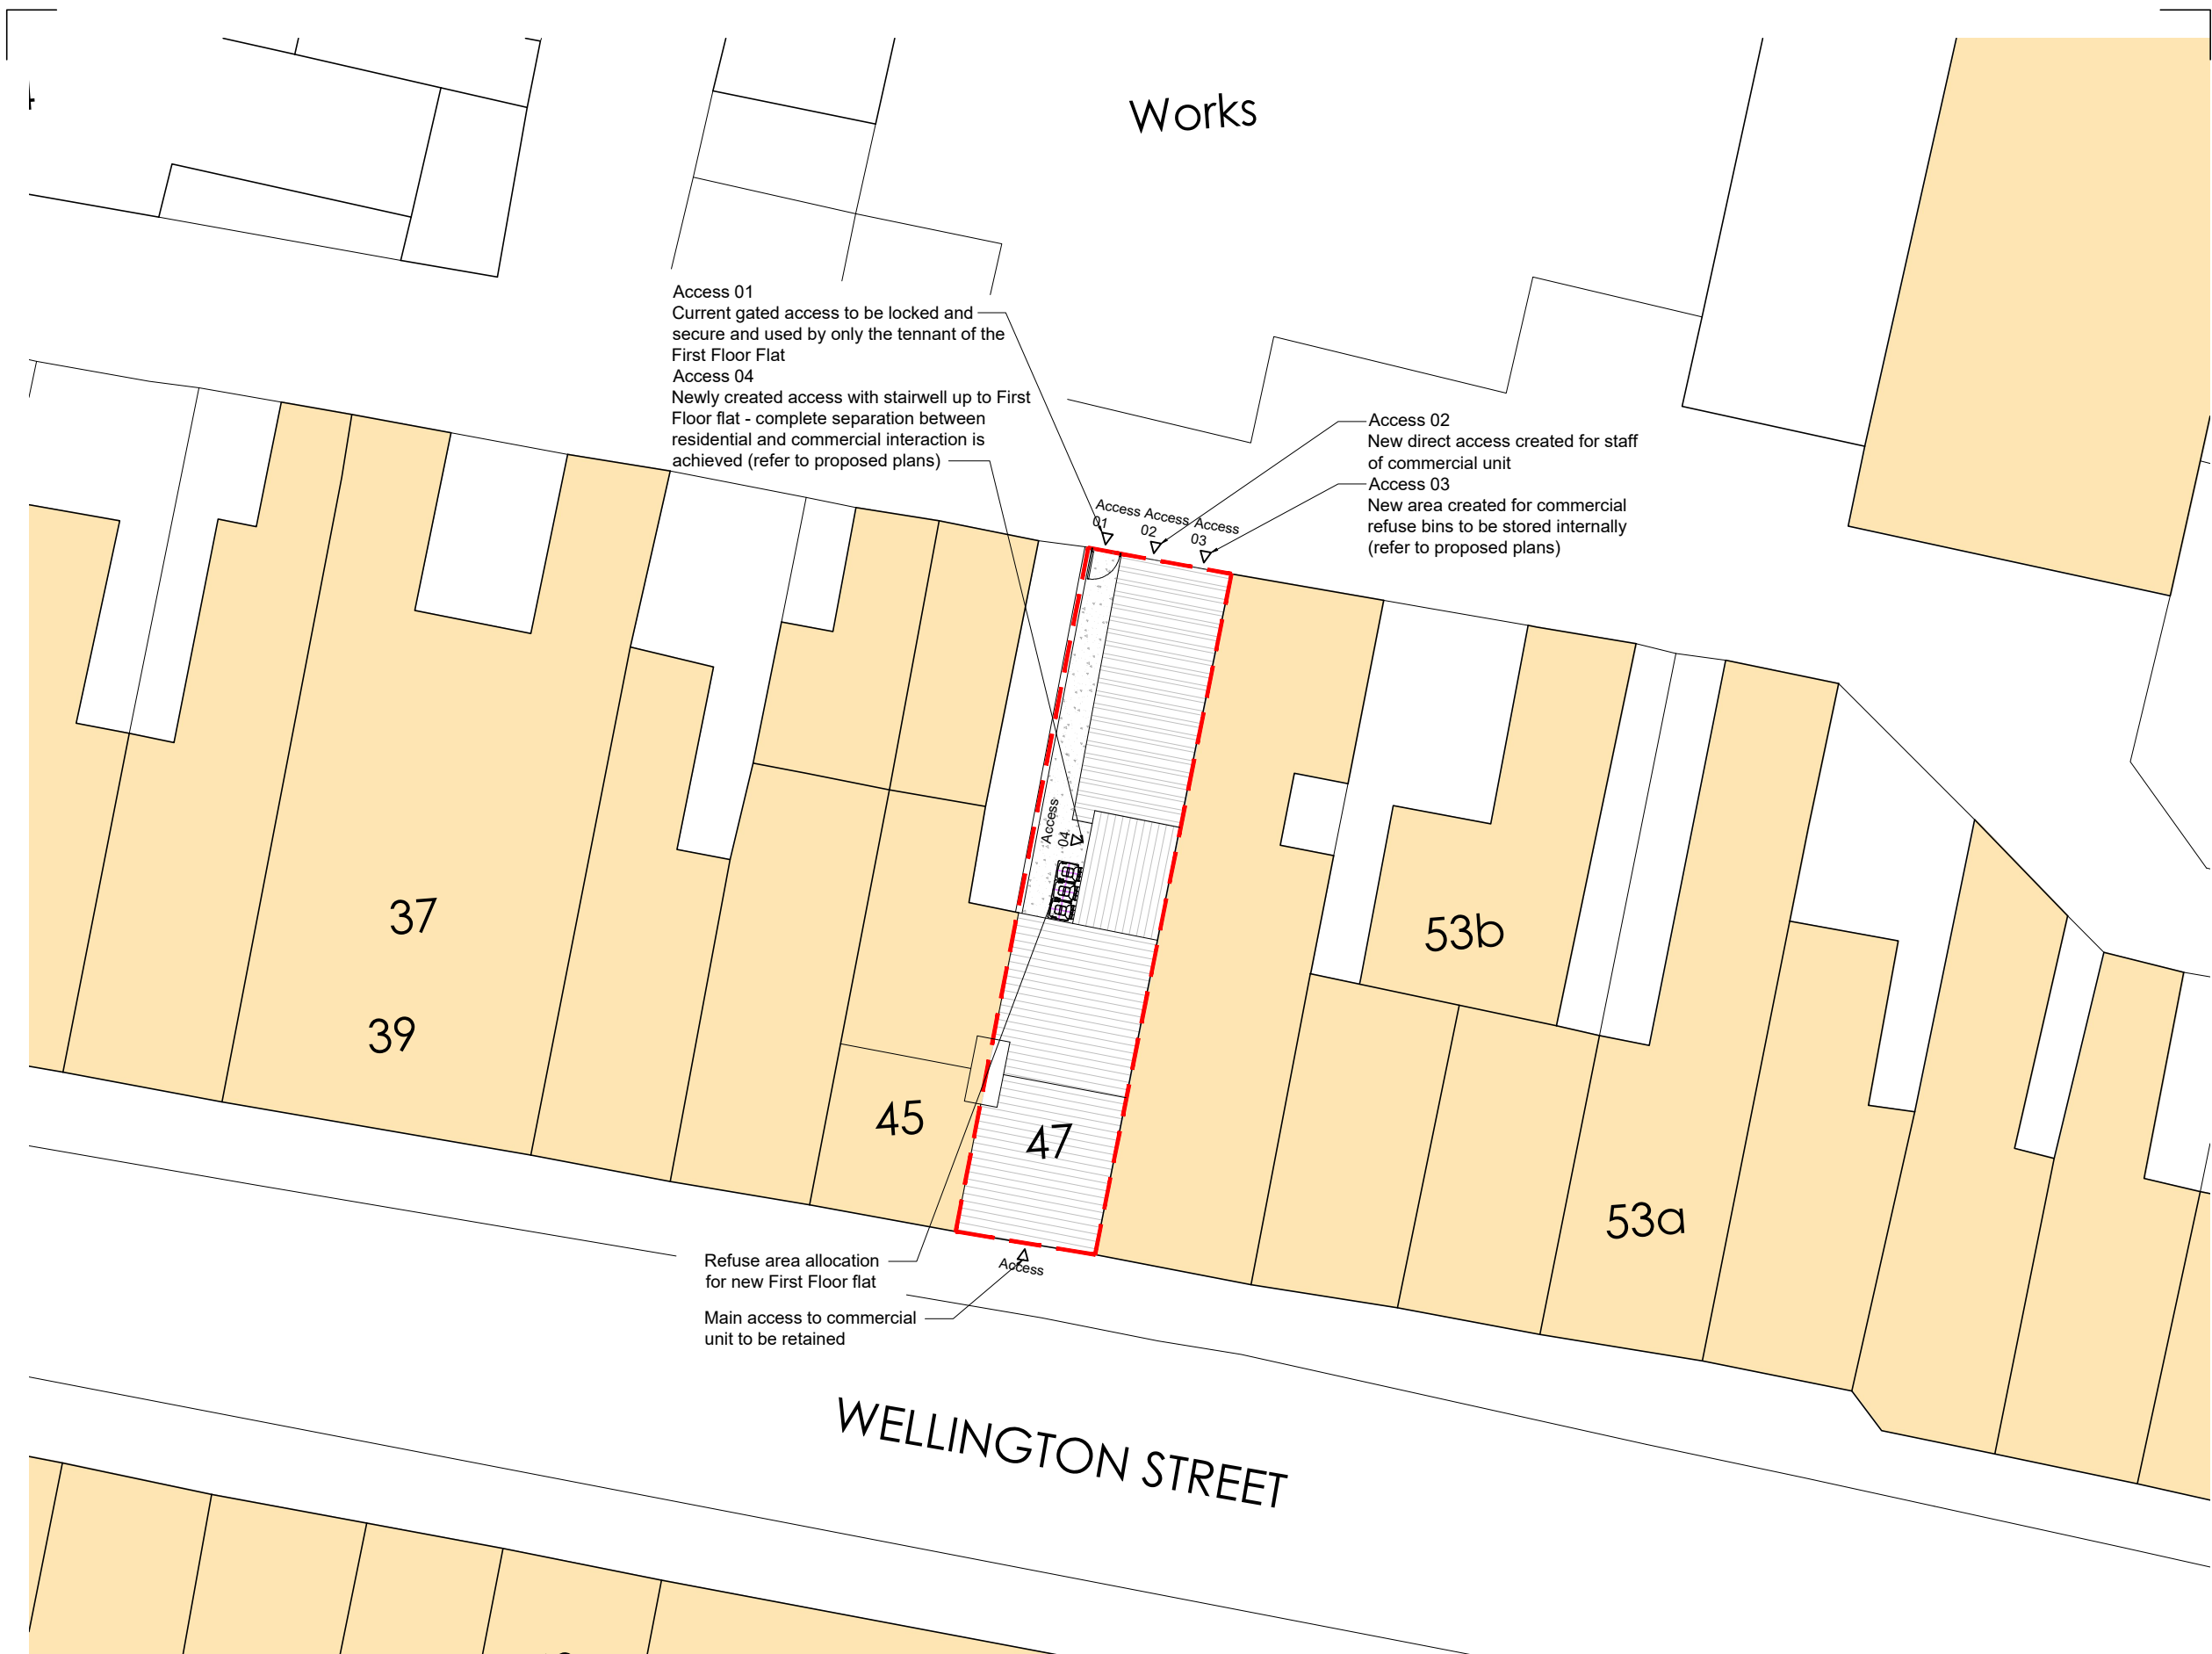 Works
Access 01
Current gated access to be locked and
secure and used by only the tennant of the
First Floor Flat
Access 04
Newly created access with stairwell up to First
Floor flat - complete separation between
residential and commercial interaction is
achieved (refer to proposed plans)
Access 02
New direct access created for staff
of commercial unit
Access 03
New area created for commercial
refuse bins to be stored internally
(refer to proposed plans)
Access
01
Access
02
Access
03
Access
04
37
39
45
47
53b
53a
Refuse area allocation
for new First Floor flat
Access
Main access to commercial
unit to be retained
WELLINGTON STREET